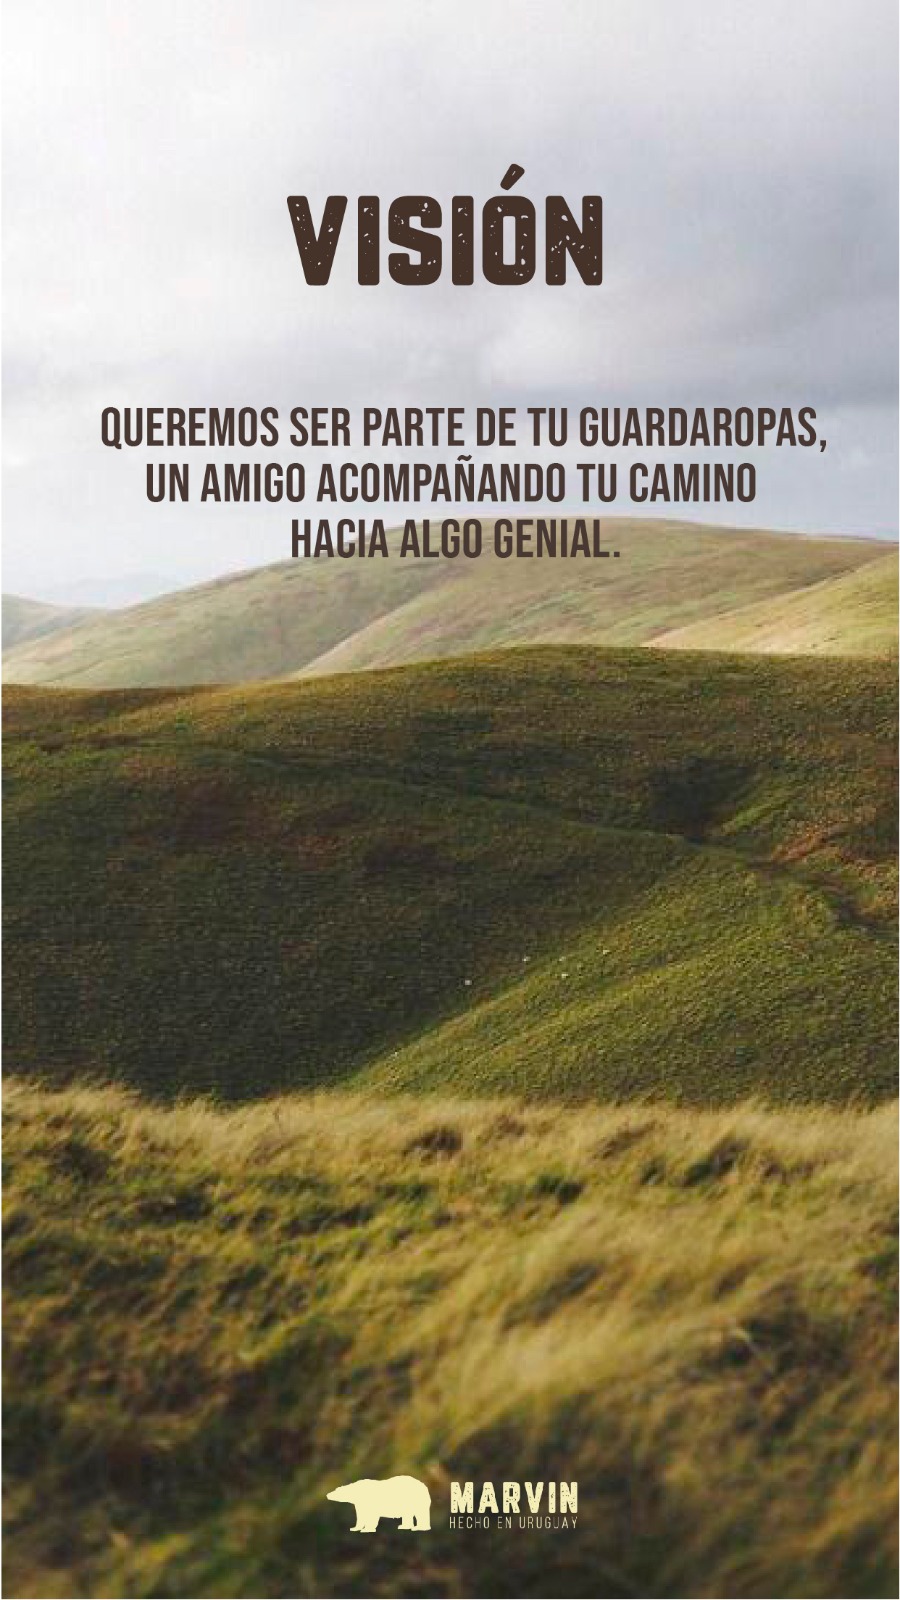 VISIÓN
QUEREMOS SER PARTE DE TU GUARDAROPAS,
UN AMIGO ACOMPAÑANDO TU CAMINO
HACIA ALGO GENIAL.
MARVIN
HECHO EN URUGUAY